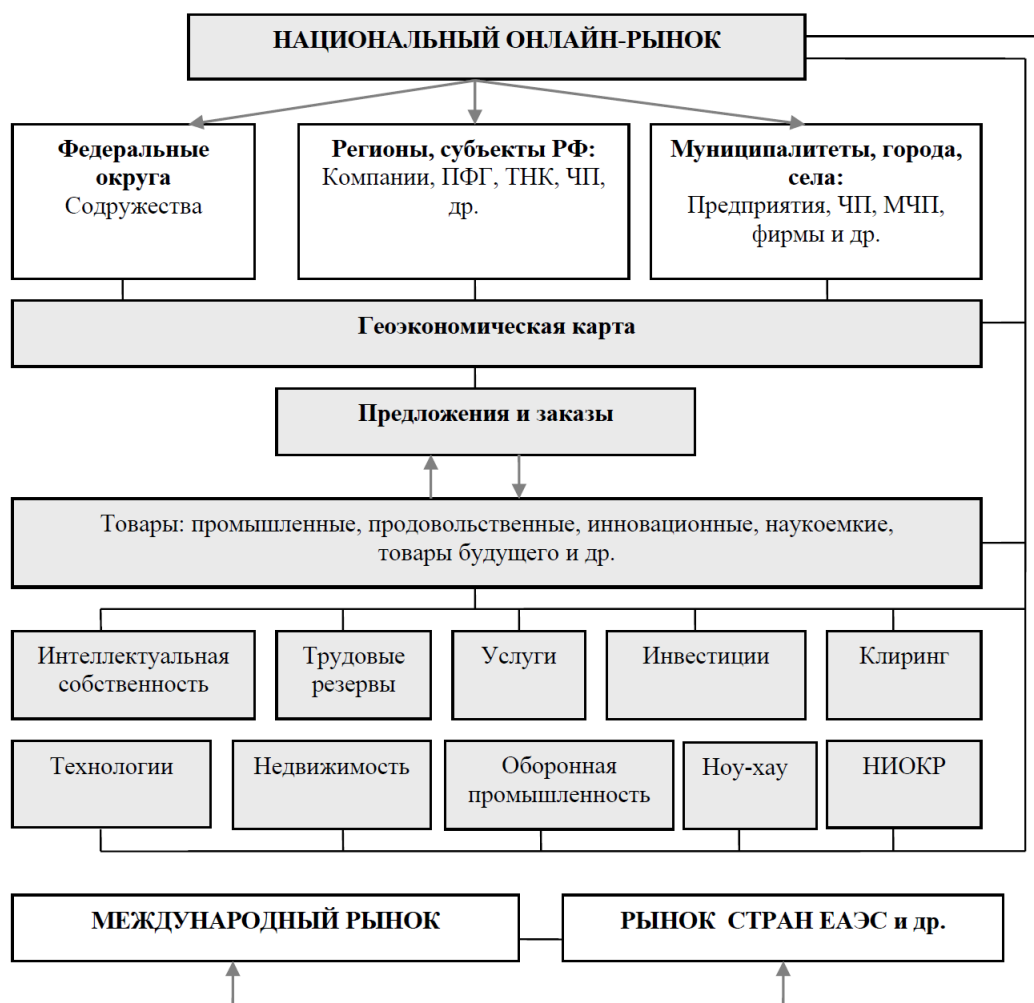 НАЦИОНАЛЬНЫЙ ОНЛАЙН-РЫНОК
Федеральные
округа
Содружества
Регионы, субъекты РФ:
Компании, ПФГ, ТНК, ЧП,
др.
Муниципалитеты, города,
села:
Предприятия, ЧП, МЧП,
фирмы и др.
Геоэкономическая карта
Предложения и заказы
Товары: промышленные, продовольственные, инновационные, наукоемкие,
товары будущего и др.
Интеллектуальная
собственность
Трудовые
резервы
Услуги
Инвестиции
Клиринг
Технологии
Недвижимость
Оборонная
промышленность
Ноу-хау
НИОКР
МЕЖДУНАРОДНЫЙ РЫНОК
РЫНОК СТРАН ЕАЭС и др.